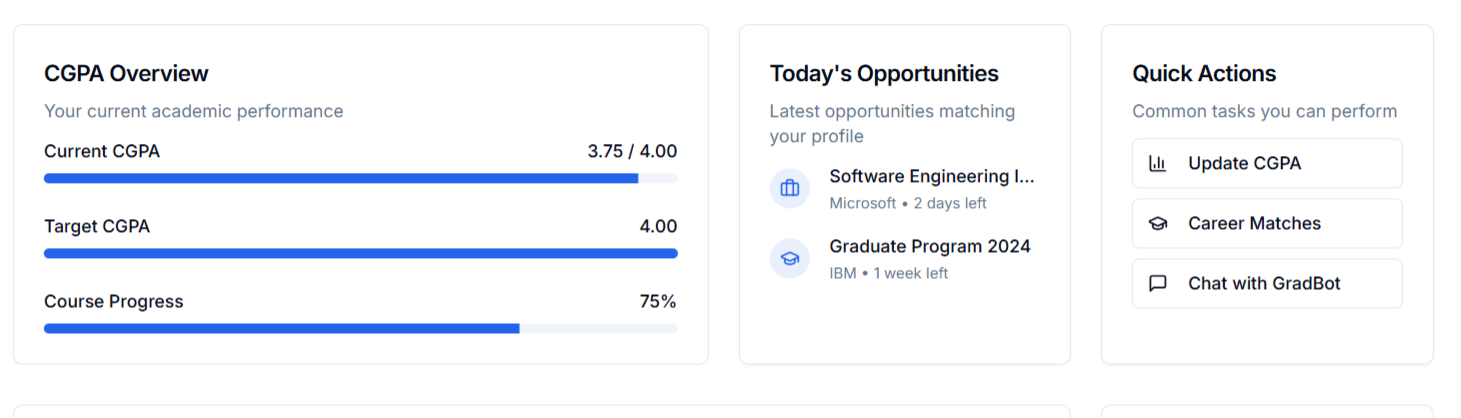 CGPA Overview
Your current academic performance
Current CGPA
3.75 / 4.00
Target CGPA
4.00
Course Progress
75%
Today's Opportunities
Latest opportunities matching
your profile
Software Engineering I...
Microsoft • 2 days left
Graduate Program 2024
IBM • 1 week left
Quick Actions
Common tasks you can perform
Update CGPA
Career Matches
Chat with GradBot